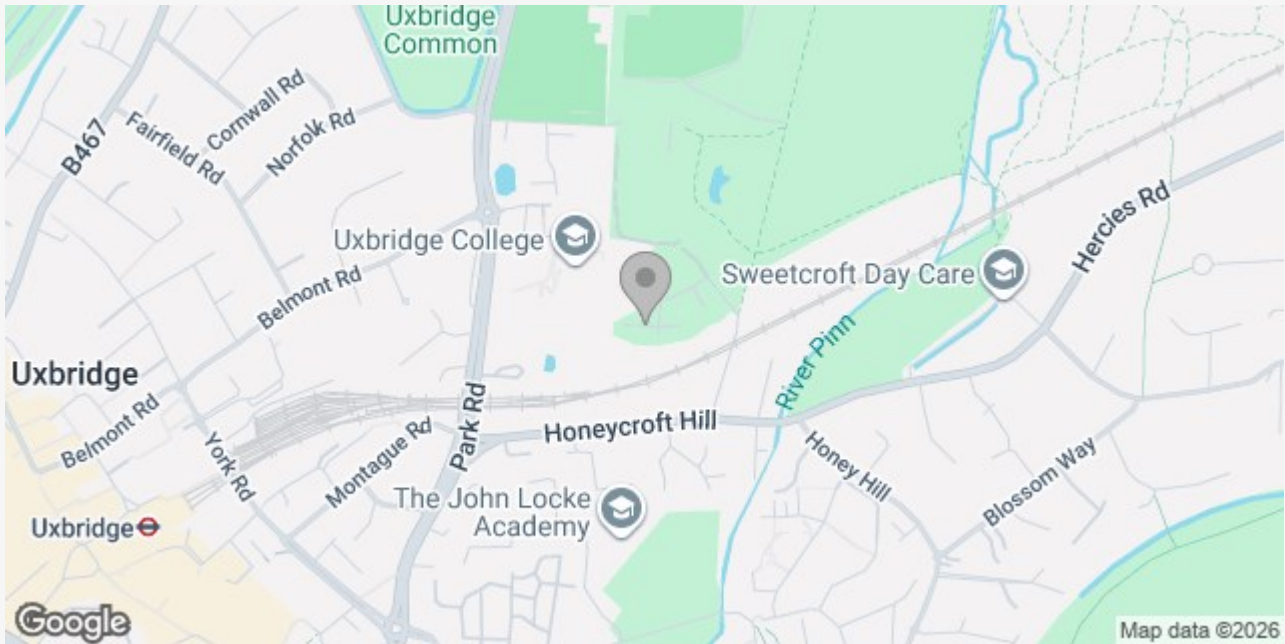 Uxbridge
Common
B467
Cornwall Rd
Fairfield Rd
Norfolk Rd
Uxbridge College
Hercies Rd
Sweetcroft Day Care
Belmont Rd
River Pinn
Uxbridge
Park Rd
Belmont Rd
York Rd
Montague Rd
Honeycroft Hill
Honey Hill
Blossom Way
The John Locke
Academy
Uxbridge
Google
Map data ©2026